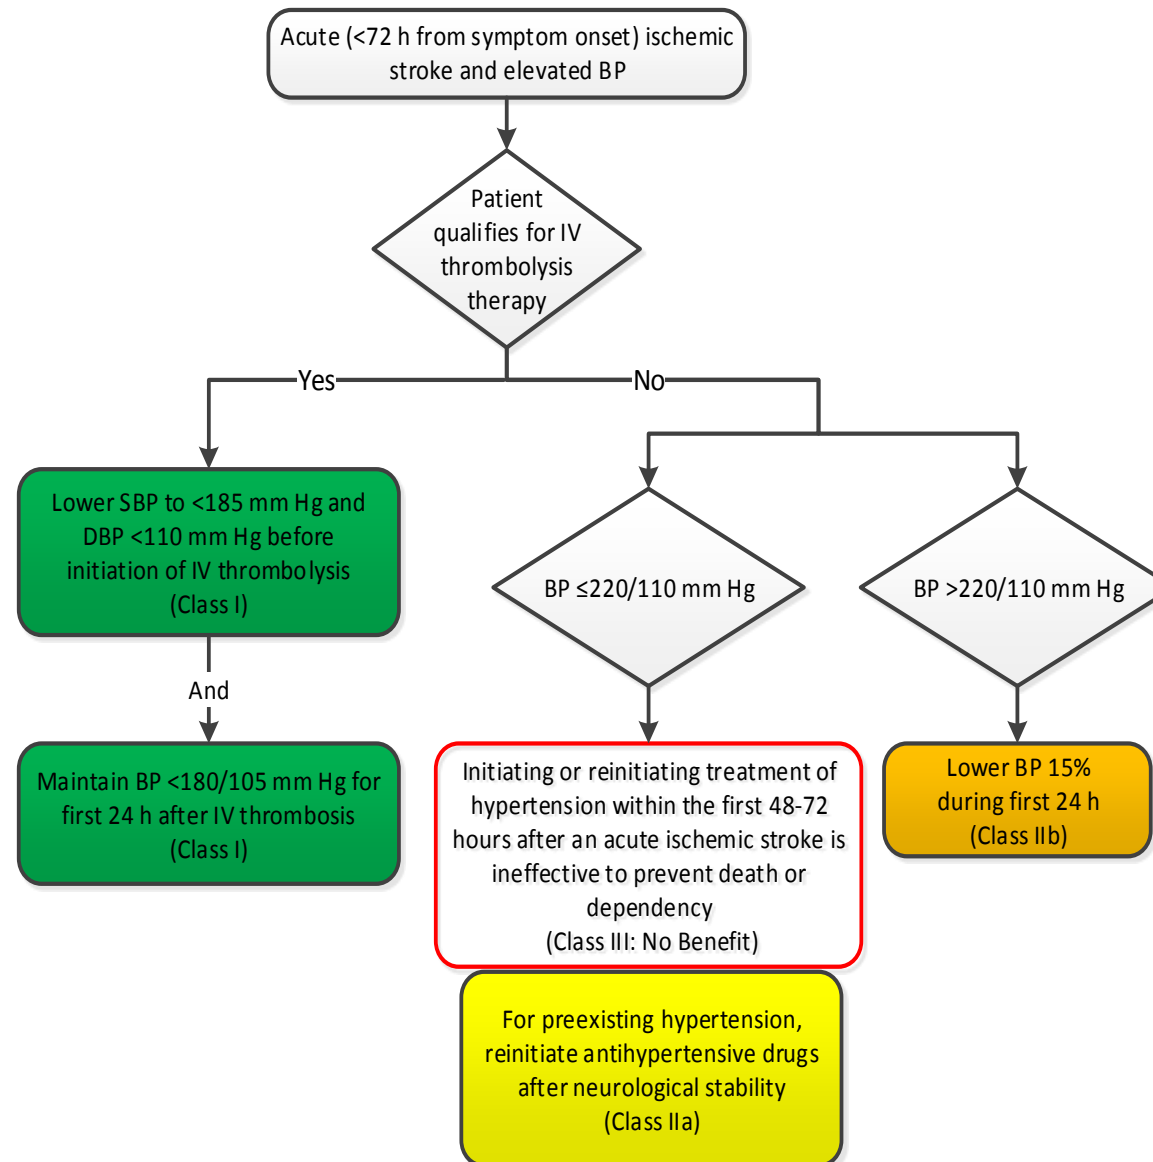 Acute (<72 h from symptom onset) ischemic
stroke and elevated BP
Patient
qualifies for IV
thrombolysis
therapy
Yes
No
Lower SBP to <185 mm Hg and
DBP <110 mm Hg before
initiation of IV thrombolysis
(Class I)
And
Maintain BP <180/105 mm Hg for
first 24 h after IV thrombosis
(Class I)
BP ≤220/110 mm Hg
Initiating or reinitiating treatment of
hypertension within the first 48-72
hours after an acute ischemic stroke is
ineffective to prevent death or
dependency
(Class III: No Benefit)
For preexisting hypertension,
reinitiate antihypertensive drugs
after neurological stability
(Class IIa)
BP >220/110 mm Hg
Lower BP 15%
during first 24 h
(Class IIb)